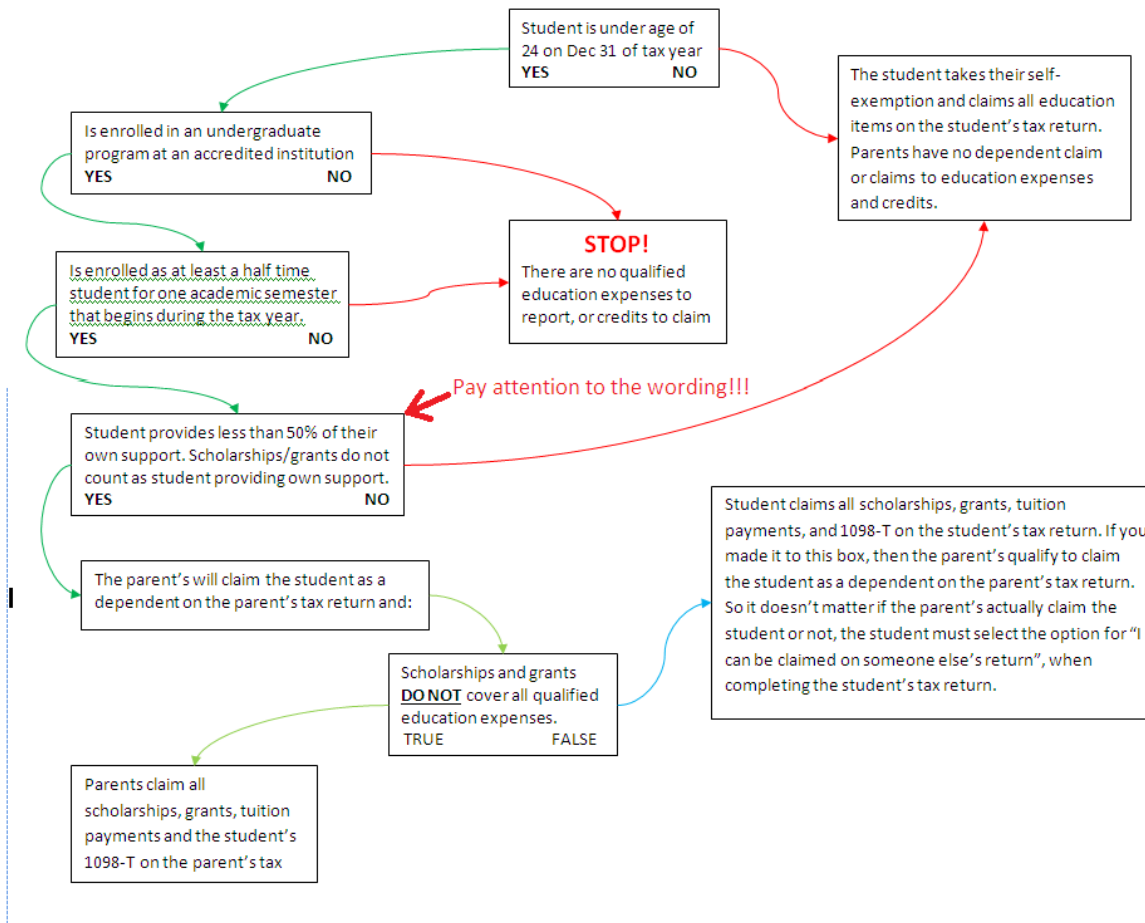 Student is under age of
24 on Dec 31 of tax year
YES NO
The student takes their self-
exemption and claims all education
items on the student's tax return.
Parents have no dependent claim
or claims to education expenses
and credits.
Is enrolled in an undergraduate
program at an accredited institution
YES NO
STOP!
There are no qualified
education expenses to
report, or credits to claim
Is enrolled as at least a half time
student for one academic semester
that begins during the tax year.
YES NO
Pay attention to the wording!!!
Student provides less than 50% of their
own support. Scholarships/grants do not
count as student providing own support.
YES NO
Student claims all scholarships, grants, tuition
payments, and 1098-T on the student's tax return. If you
made it to this box, then the parent's qualify to claim
the student as a dependent on the parent's tax return.
So it doesn't matter if the parent's actually claim the
student or not, the student must select the option for "I
can be claimed on someone else's return", when
completing the student's tax return.
The parent's will claim the student as a
dependent on the parent's tax return and:
Scholarships and grants
DO NOT cover all qualified
education expenses.
TRUE FALSE
Parents claim all
scholarships, grants, tuition
payments and the student's
1098-T on the parent's tax